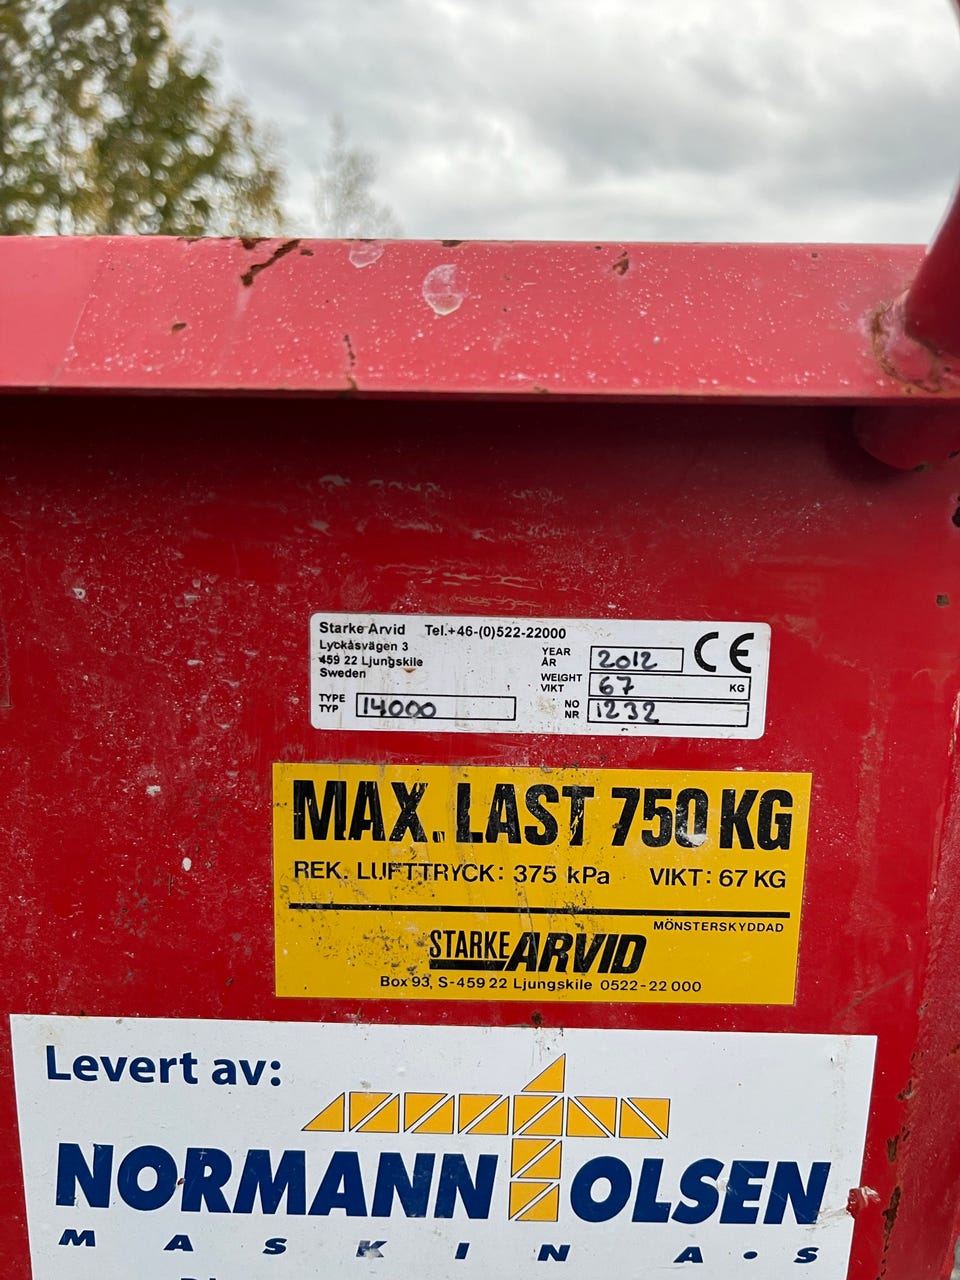 Starke Arvid Tel.+46-(0)522-22000
Lyckåsvägen 3
459 22 Ljungskile
Sweden
YEAR
ÅR
2012
CE
WEIGHT
VIKT
67
KG
TYPE
TYP
14000
NO
NR
1232
MAX. LAST 750 KG
REK. LUFTTRYCK: 375 kPa VIKT: 67 KG
MÖNSTERSKYDDAD
STARKE ARVID
Box 93, S-459 22 Ljungskile 0522-22 000
Levert av:
NORMANN OLSEN
MASKIN A·S